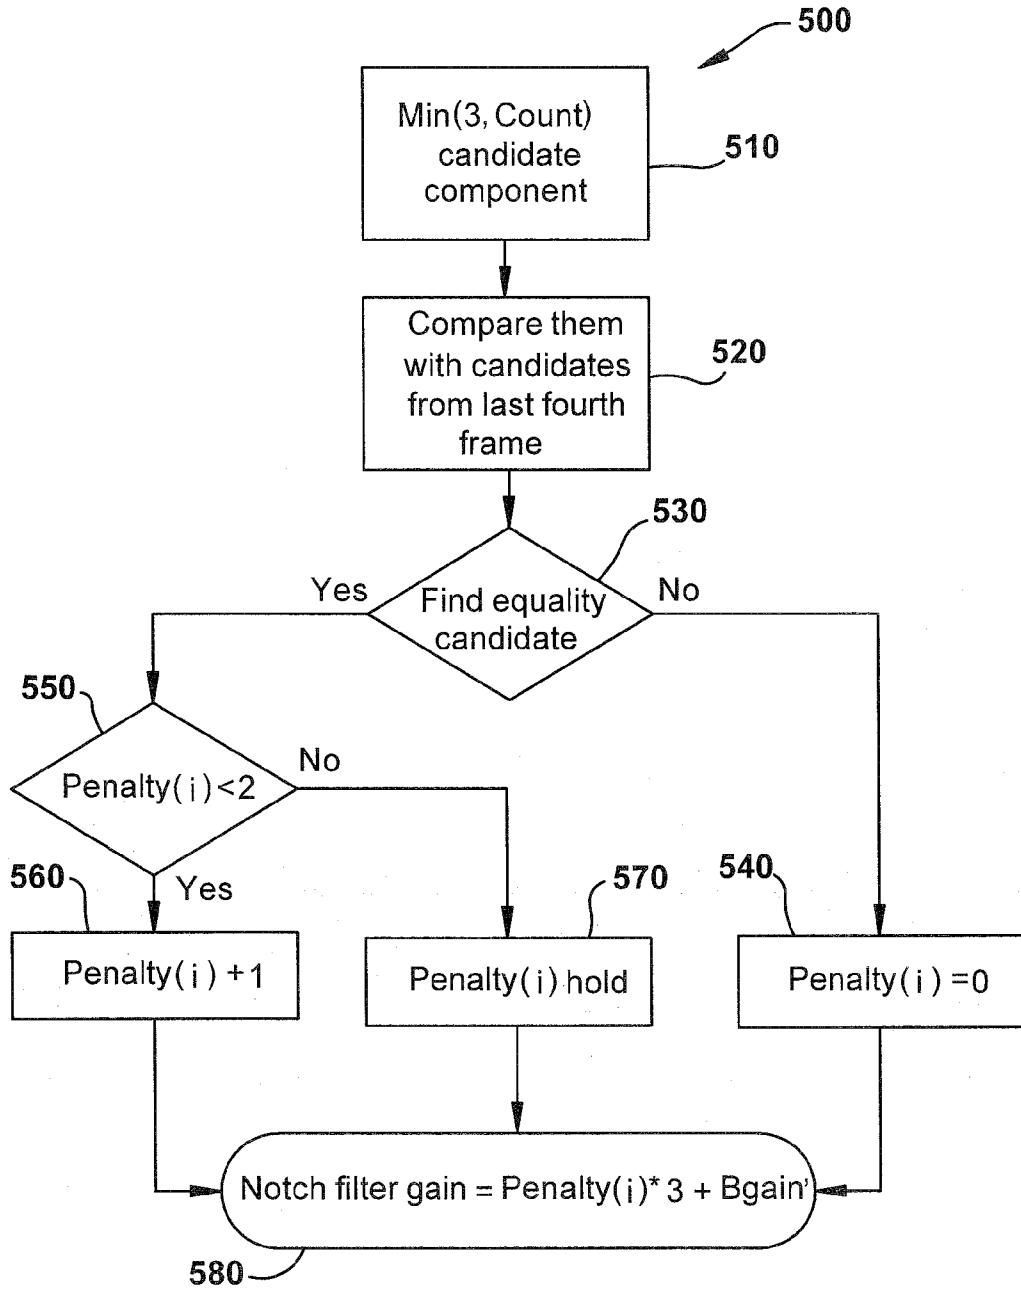 500
Min(3, Count)
candidate
component
510
Compare them
with candidates
from last fourth
frame
520
530
Yes
Find equality
candidate
No
550
Penalty(i)<2
No
560
Yes
570
540
Penalty(i) +1
Penalty(i) hold
Penalty(i) =0
Notch filter gain = Penalty(i)* 3 + Bgain'
580